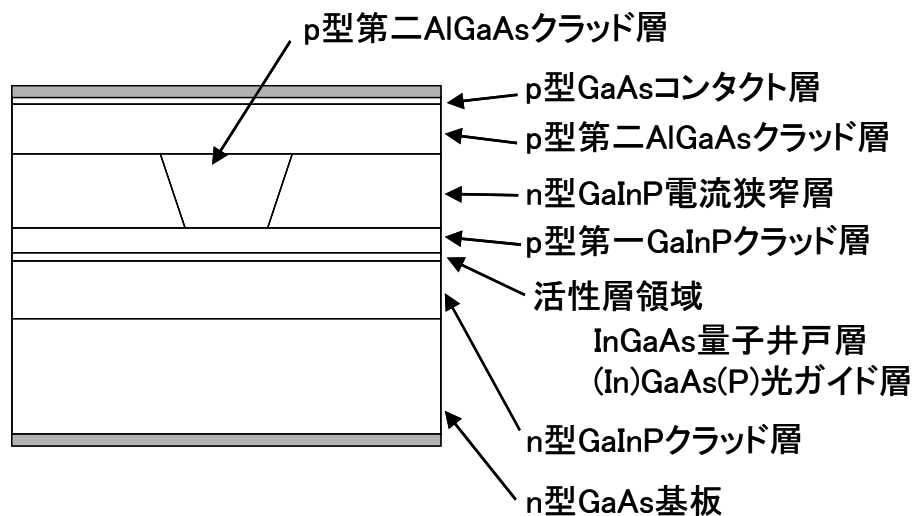 p型第二AlGaAsクラッド層
p型GaAsコンタクト層
p型第二AlGaAsクラッド層
n型GaInP電流狭窄層
p型第一GaInPクラッド層
活性層領域
InGaAs量子井戸層
(In)GaAs(P)光ガイド層
n型GaInPクラッド層
n型GaAs基板